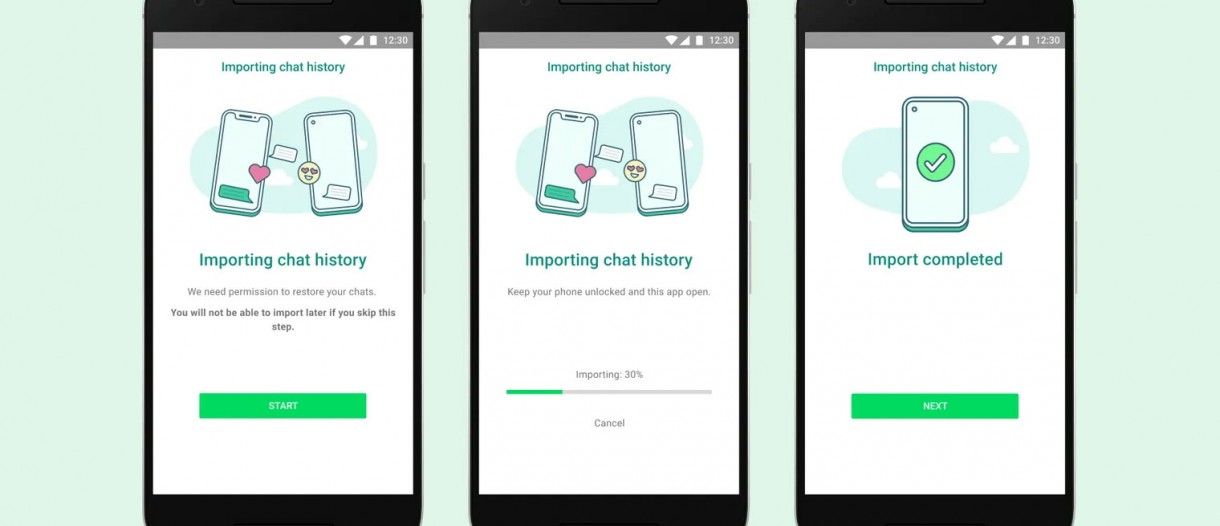 12:30
Importing chat history
Importing chat history
We need permission to restore your chats.
You will not be able to import later if you skip this
step.
START
12:30
Importing chat history
Importing chat history
Keep your phone unlocked and this app open.
Importing: 30%
Cancel
12:30
Importing chat history
Import completed
NEXT